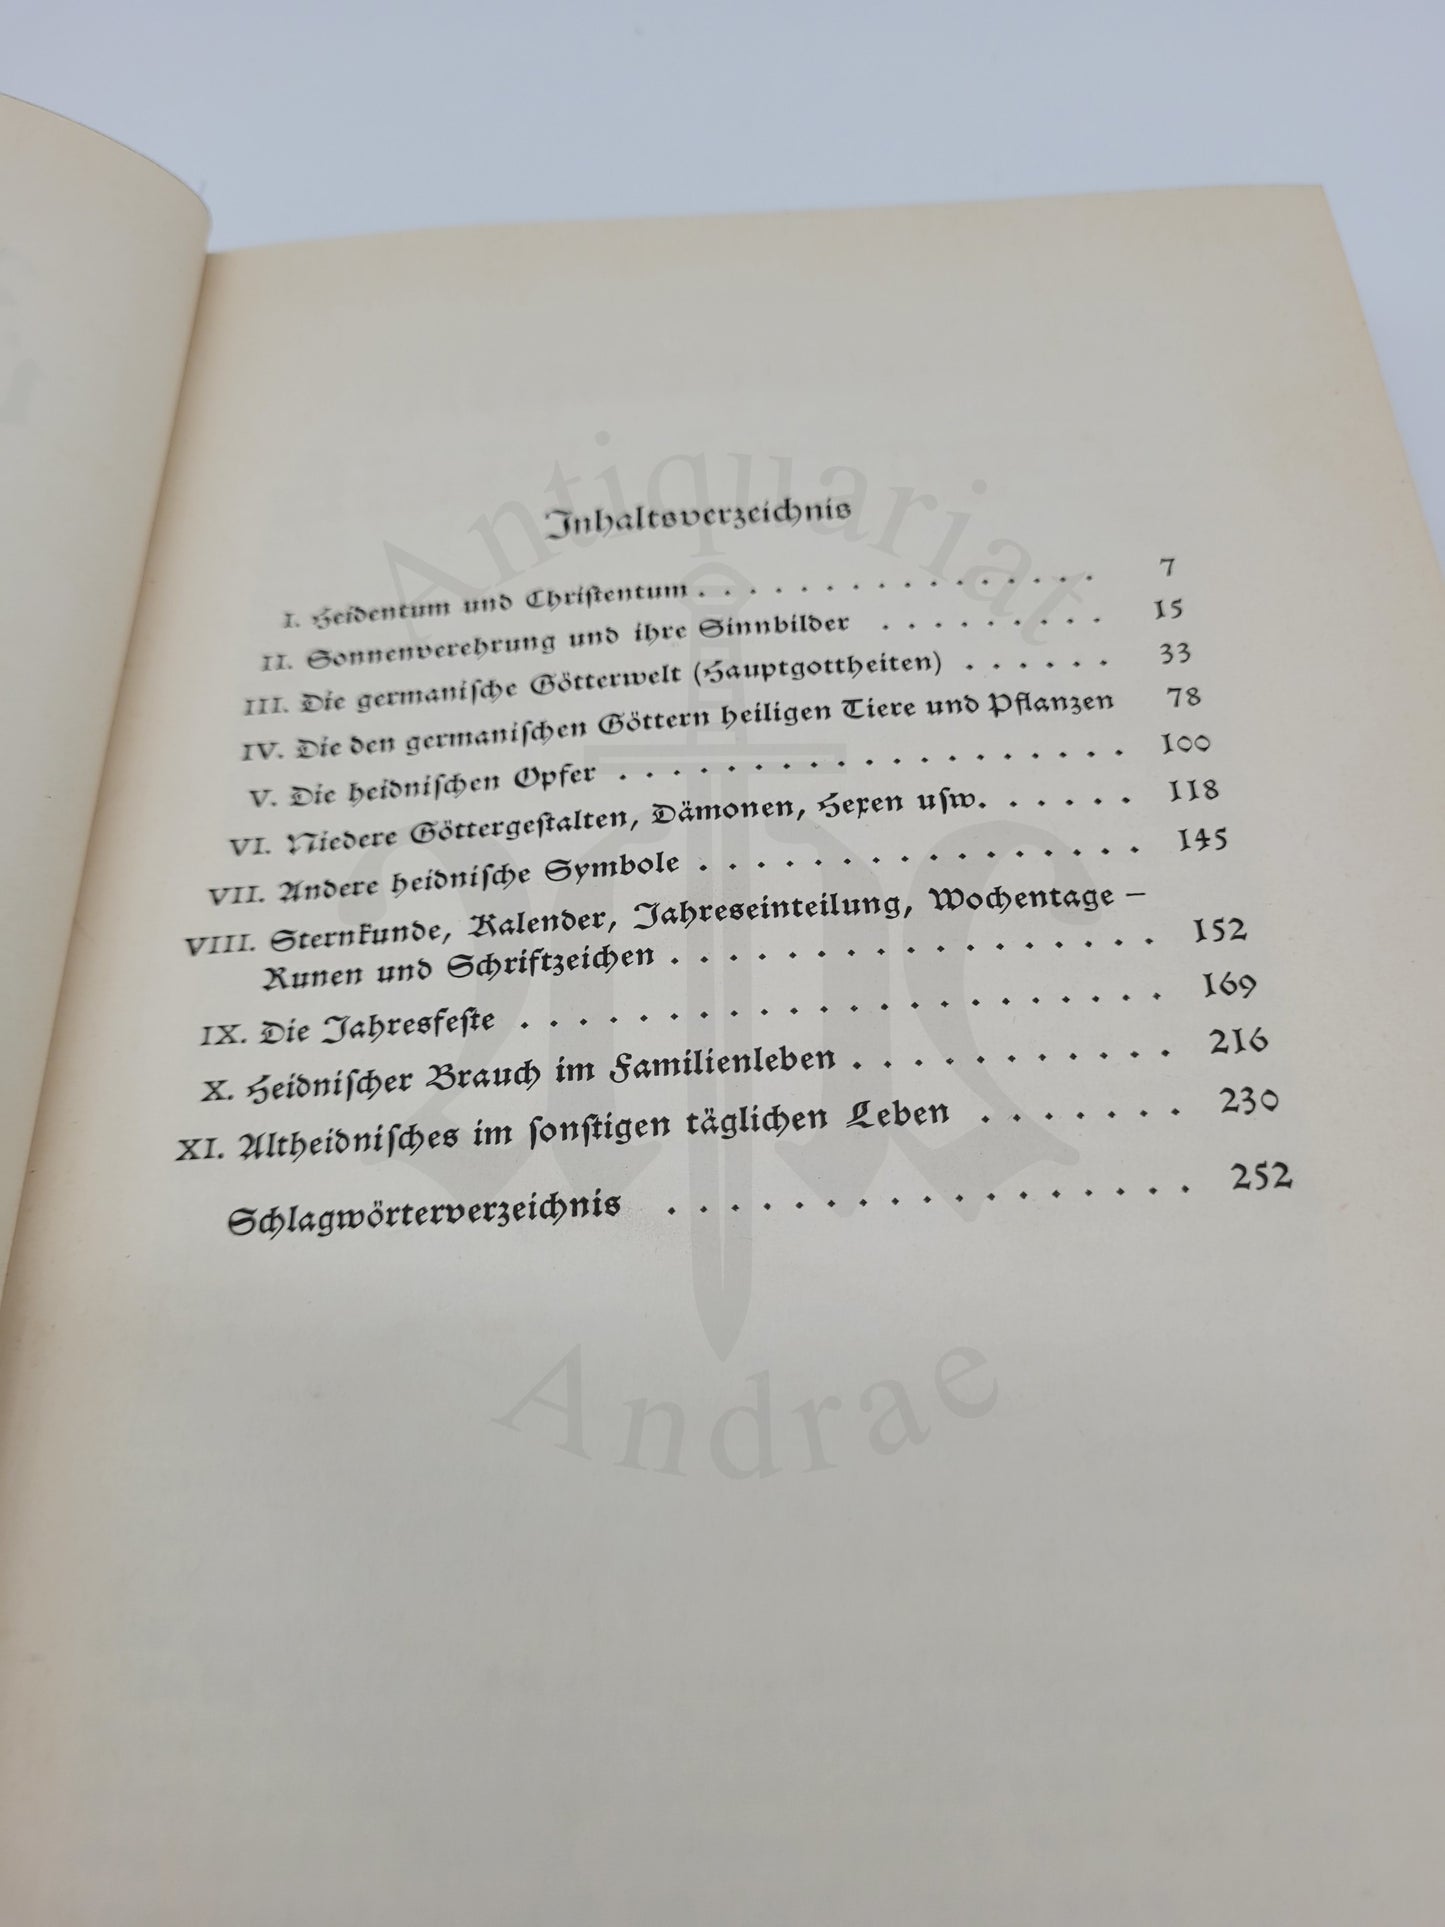 Inhaltsverzeichnis
I. Heidentum und Christentum . . . . . . . . . . . . . . . . 7
II. Sonnenverehrung und ihre Sinnbilder . . . . . . . . . 15
III. Die germanische Götterwelt (Hauptgottheiten) . . . . . . 33
IV. Die den germanischen Göttern heiligen Tiere und Pflanzen 78
V. Die heidnischen Opfer . . . . . . . . . . . . . . . . . . . 100
VI. Niedere Göttergestalten, Dämonen, Hexen usw. . . . . . 118
VII. Andere heidnische Symbole . . . . . . . . . . . . . . . . 145
VIII. Sternkunde, Kalender, Jahreseinteilung, Wochentage –
Runen und Schriftzeichen . . . . . . . . . . . . . . . . . 152
IX. Die Jahresfeste . . . . . . . . . . . . . . . . . . . . . . 169
X. Heidnischer Brauch im Familienleben . . . . . . . . . . . 216
XI. Altheidnisches im sonstigen täglichen Leben . . . . . . . 230
Schlagwörterverzeichnis . . . . . . . . . . . . . . . . . 252
Antiquariat
Andrae